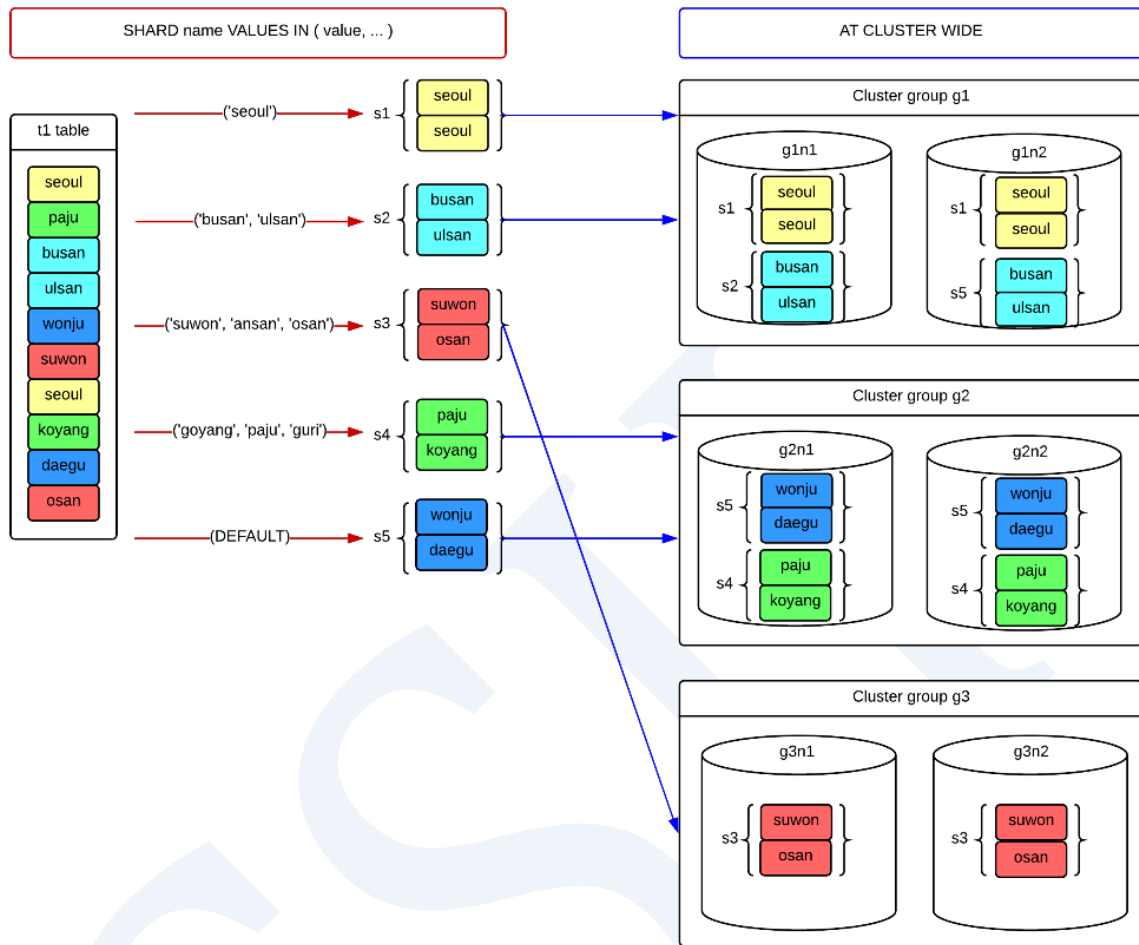 SHARD name VALUES IN ( value, ... )
AT CLUSTER WIDE
t1 table
seoul
paju
busan
ulsan
wonju
suwon
seoul
koyang
daegu
osan
('seoul')
s1
seoul
seoul
('busan', 'ulsan')
s2
busan
ulsan
('suwon', 'ansan', 'osan')
s3
suwon
osan
('goyang', 'paju', 'guri')
s4
paju
koyang
(DEFAULT)
s5
wonju
daegu
Cluster group g1
g1n1
s1
seoul
seoul
s2
busan
ulsan
g1n2
s1
seoul
seoul
s5
busan
ulsan
Cluster group g2
g2n1
s5
wonju
daegu
s4
paju
koyang
g2n2
s5
wonju
daegu
s4
paju
koyang
Cluster group g3
g3n1
s3
suwon
osan
g3n2
s3
suwon
osan